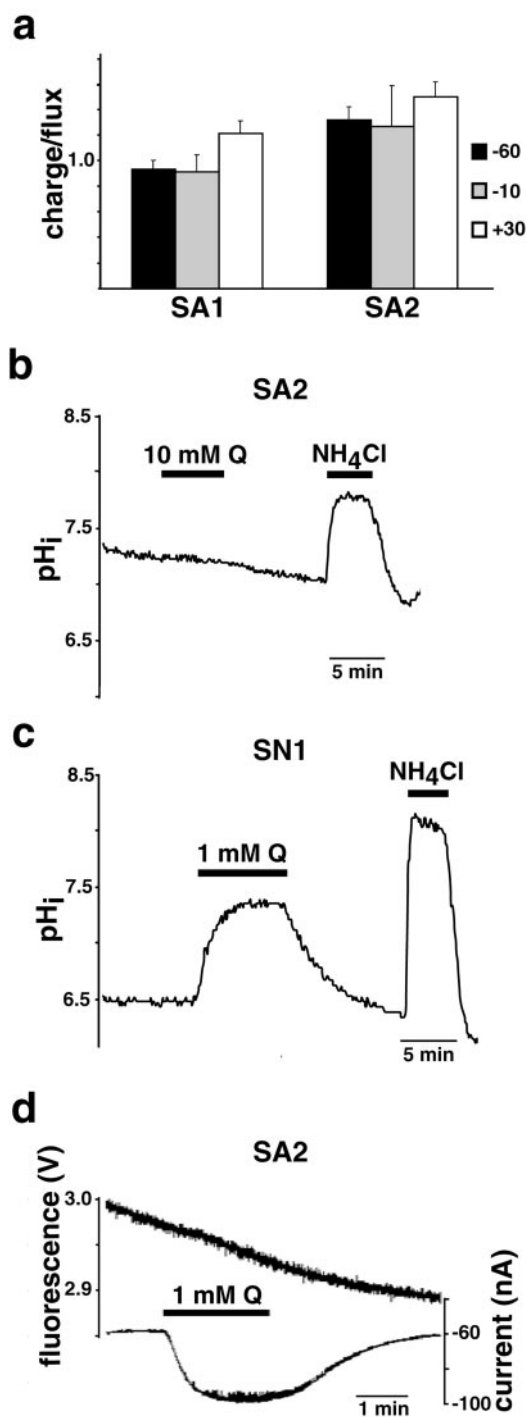 a
charge/flux
1.0
-60
-10
+30
SA1 SA2
b
SA2
8.5
10 mM Q NH4Cl
7.5
pHi
6.5
5 min
c
SN1
8.5
NH4Cl
1 mM Q
7.5
pHi
6.5
5 min
d
SA2
fluorescence (V)
3.0
2.9
1 mM Q
-60
current (nA)
-100
1 min